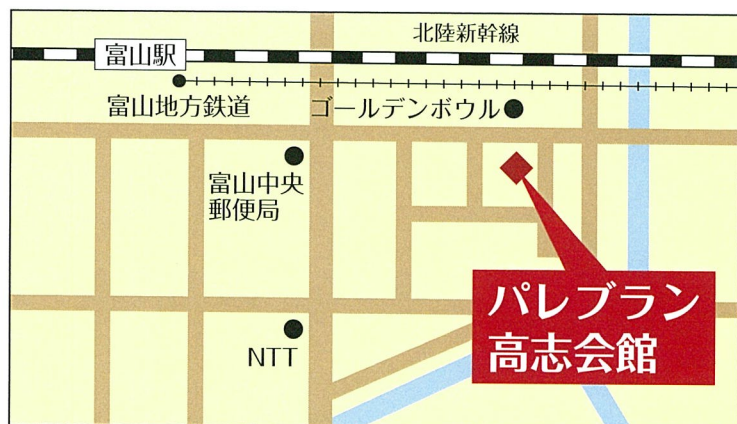 北陸新幹線
富山駅
富山地方鉄道
ゴールデンボウル
富山中央
郵便局
パレブラン
高志会館
NTT